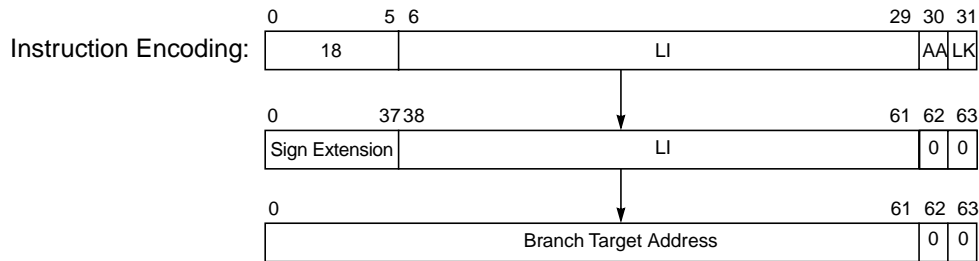 0 5 6 29 30 31
Instruction Encoding: 18 LI AA LK
0 37 38 61 62 63
Sign Extension LI 0 0
0 61 62 63
Branch Target Address 0 0